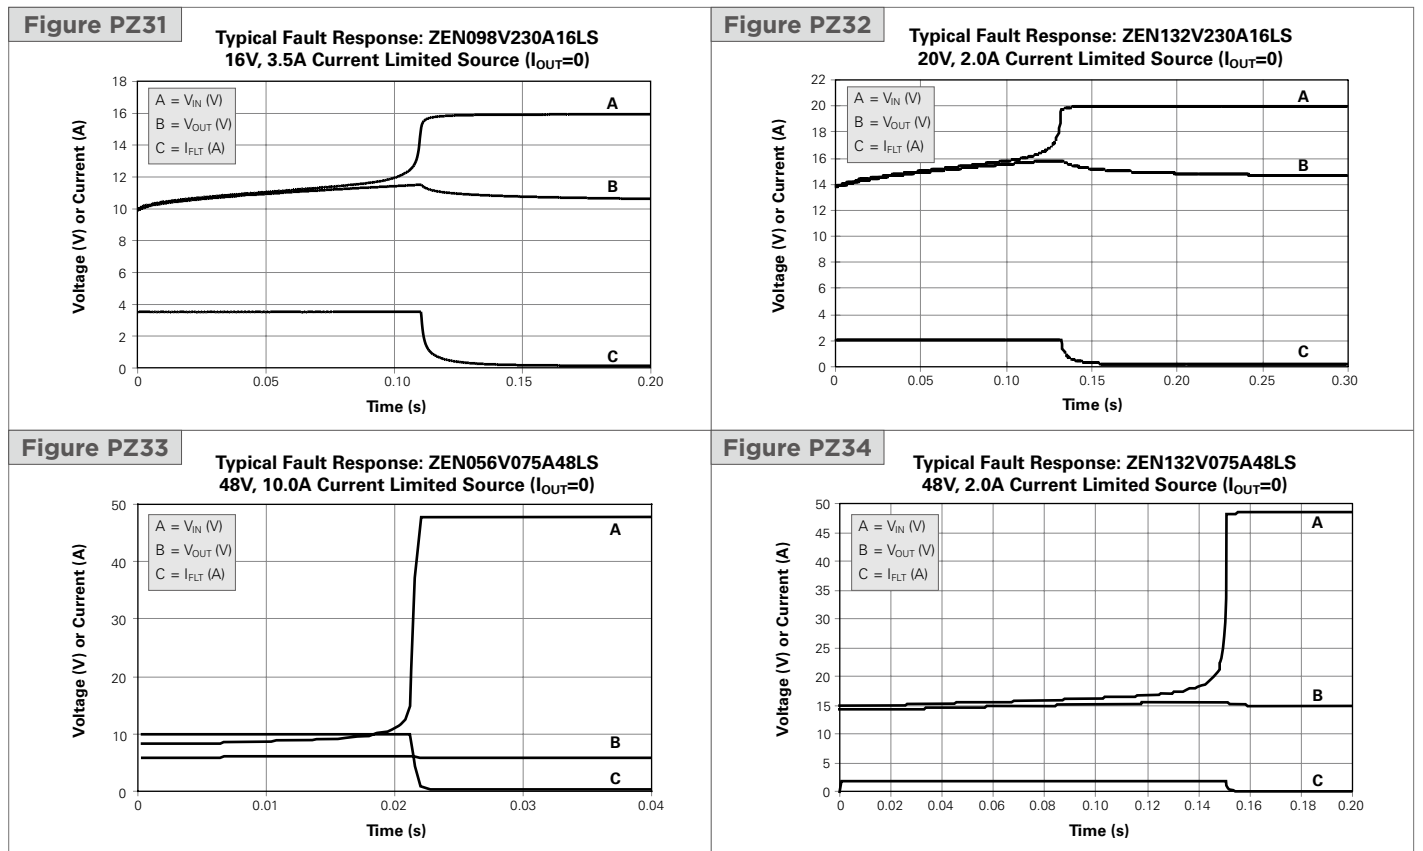 Figure PZ31
Typical Fault Response: ZEN098V230A16LS
16V, 3.5A Current Limited Source (IOUT=0)
Voltage (V) or Current (A)
18
16
14
12
10
8
6
4
2
0
A = VIN (V)
B = VOUT (V)
C = IFLT (A)
A
B
C
0
0.05
0.10
0.15
0.20
Time (s)
Figure PZ32
Typical Fault Response: ZEN132V230A16LS
20V, 2.0A Current Limited Source (IOUT=0)
Voltage (V) or Current (A)
22
20
18
16
14
12
10
8
6
4
2
0
A = VIN (V)
B = VOUT (V)
C = IFLT (A)
A
B
C
0
0.05
0.10
0.15
0.20
0.25
0.30
Time (s)
Figure PZ33
Typical Fault Response: ZEN056V075A48LS
48V, 10.0A Current Limited Source (IOUT=0)
Voltage (V) or Current (A)
50
40
30
20
10
0
A = VIN (V)
B = VOUT (V)
C = IFLT (A)
A
B
C
0
0.01
0.02
0.03
0.04
Time (s)
Figure PZ34
Typical Fault Response: ZEN132V075A48LS
48V, 2.0A Current Limited Source (IOUT=0)
Voltage (V) or Current (A)
50
45
40
35
30
25
20
15
10
5
0
A = VIN (V)
B = VOUT (V)
C = IFLT (A)
A
B
C
0
0.02
0.04
0.06
0.08
0.10
0.12
0.14
0.16
0.18
0.20
Time (s)